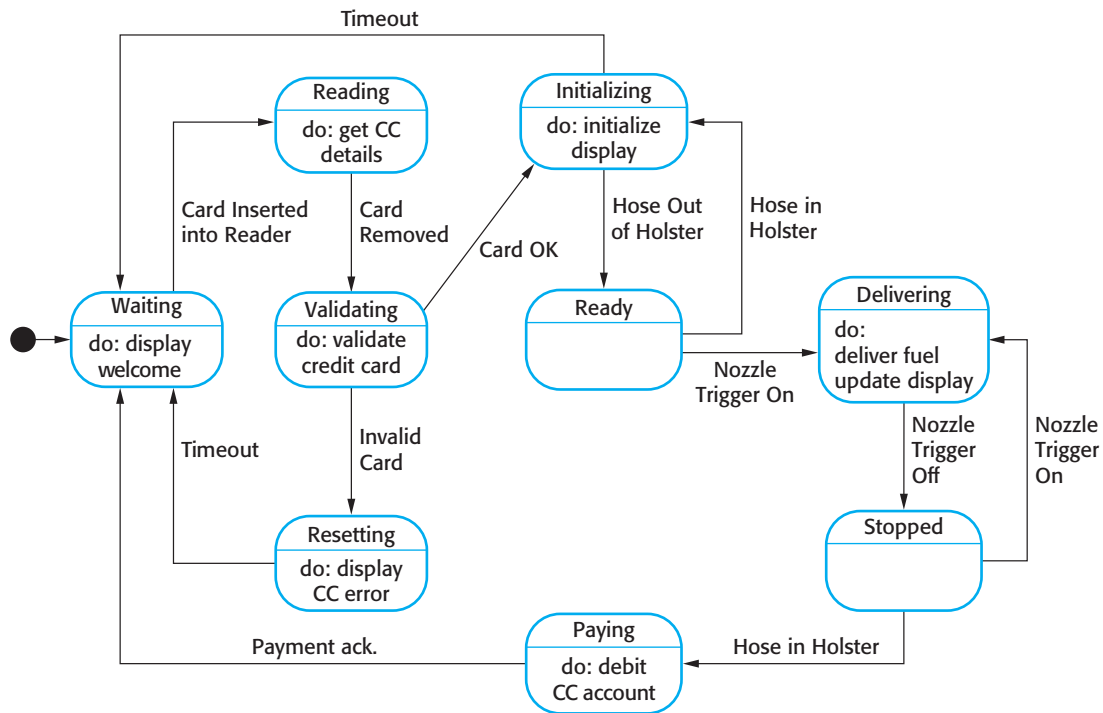 Timeout
Reading
do: get CC
details
Initializing
do: initialize
display
Card Inserted
into Reader
Card
Removed
Card OK
Hose Out
of Holster
Hose in
Holster
Waiting
do: display
welcome
Validating
do: validate
credit card
Ready
Delivering
do:
deliver fuel
update display
Nozzle
Trigger On
Timeout
Invalid
Card
Nozzle
Trigger
Off
Nozzle
Trigger
On
Resetting
do: display
CC error
Stopped
Payment ack.
Paying
do: debit
CC account
Hose in Holster